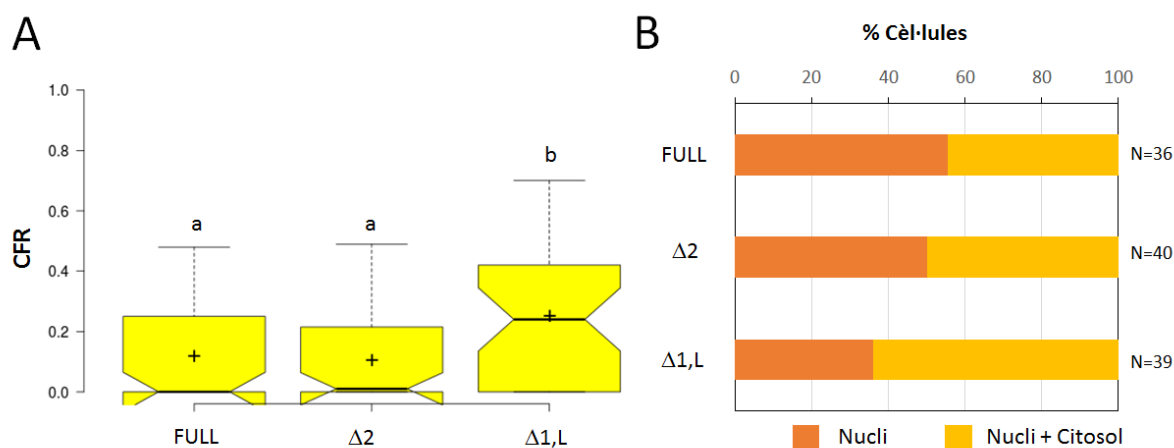 A
CFR
1.0
0.8
0.6
0.4
0.2
0.0
a
a
b
FULL
Δ2
Δ1,L
B
% Cèl·lules
0 20 40 60 80 100
FULL
N=36
Δ2
N=40
Δ1,L
N=39
Nucli
Nucli + Citosol